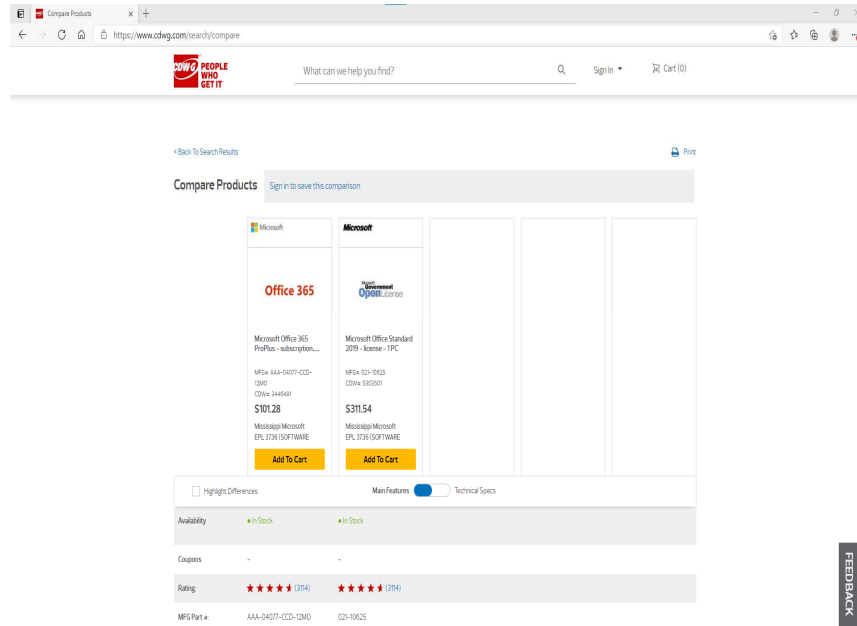 Compare Products
https://www.cdwg.com/search/compare
CDWG PEOPLE
WHO
GET IT
What can we help you find?
Sign In
Cart (0)
< Back To Search Results
Print
Compare Products
Sign in to save this comparison
Microsoft
Office 365
Microsoft Office 365
ProPlus - subscription...
MFG#: AAA-04077-CCD-
12MO
CDW#: 3446491
$101.28
Mississippi Microsoft
EPL 3736 (SOFTWARE
Add To Cart
Microsoft
Microsoft
Government
Open License
Microsoft Office Standard
2019 - license - 1 PC
MFG#: 021-10625
CDW#: 5303501
$311.54
Mississippi Microsoft
EPL 3736 (SOFTWARE
Add To Cart
Highlight Differences
Main Features
Technical Specs
Availability • In Stock • In Stock
Coupons - -
Rating: (3114) (3114)
MFG Part #: AAA-04077-CCD-12MO 021-10625
FEEDBACK